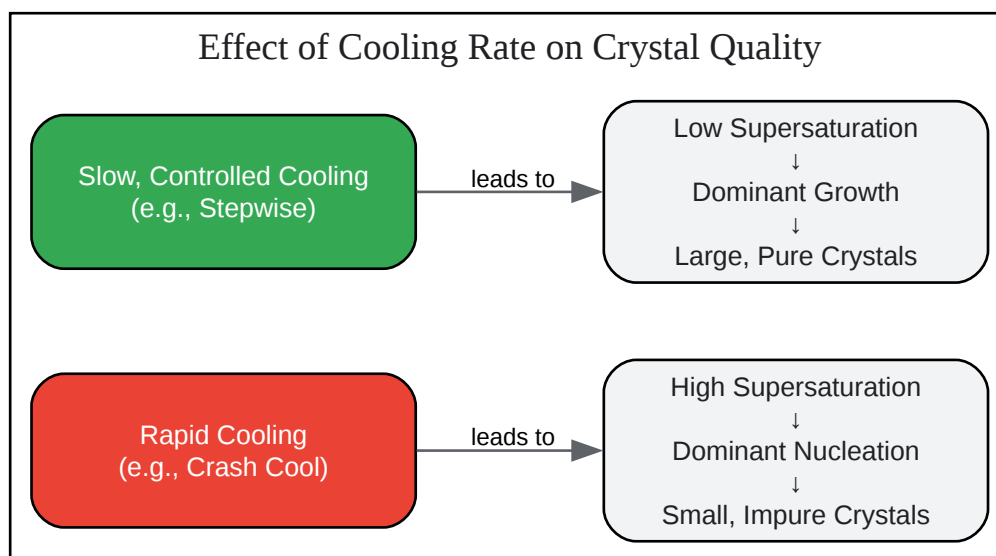 Effect of Cooling Rate on Crystal Quality
Slow, Controlled Cooling
(e.g., Stepwise)
leads to
Low Supersaturation
↓
Dominant Growth
↓
Large, Pure Crystals
Rapid Cooling
(e.g., Crash Cool)
leads to
High Supersaturation
↓
Dominant Nucleation
↓
Small, Impure Crystals